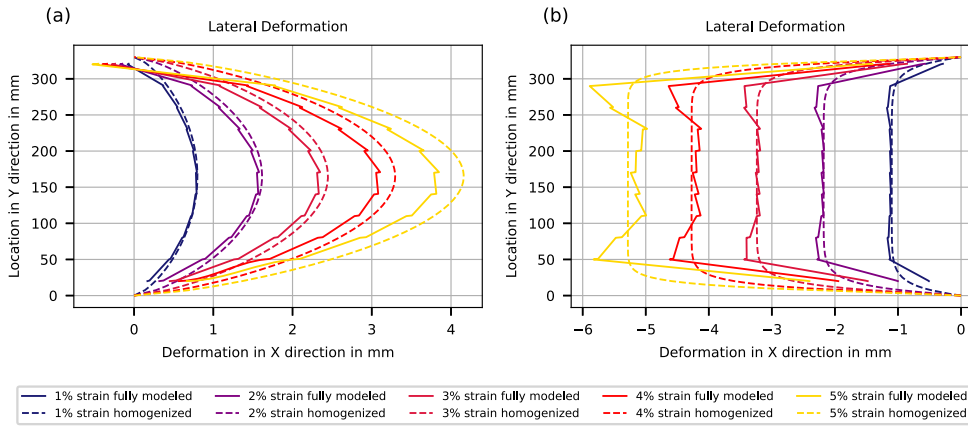 (a)
Lateral Deformation
Location in Y direction in mm
300
250
200
150
100
50
0
0
1
2
3
4
Deformation in X direction in mm
(b)
Lateral Deformation
Location in Y direction in mm
300
250
200
150
100
50
0
−6
−5
−4
−3
−2
−1
0
Deformation in X direction in mm
1% strain fully modeled
2% strain fully modeled
3% strain fully modeled
4% strain fully modeled
5% strain fully modeled
1% strain homogenized
2% strain homogenized
3% strain homogenized
4% strain homogenized
5% strain homogenized